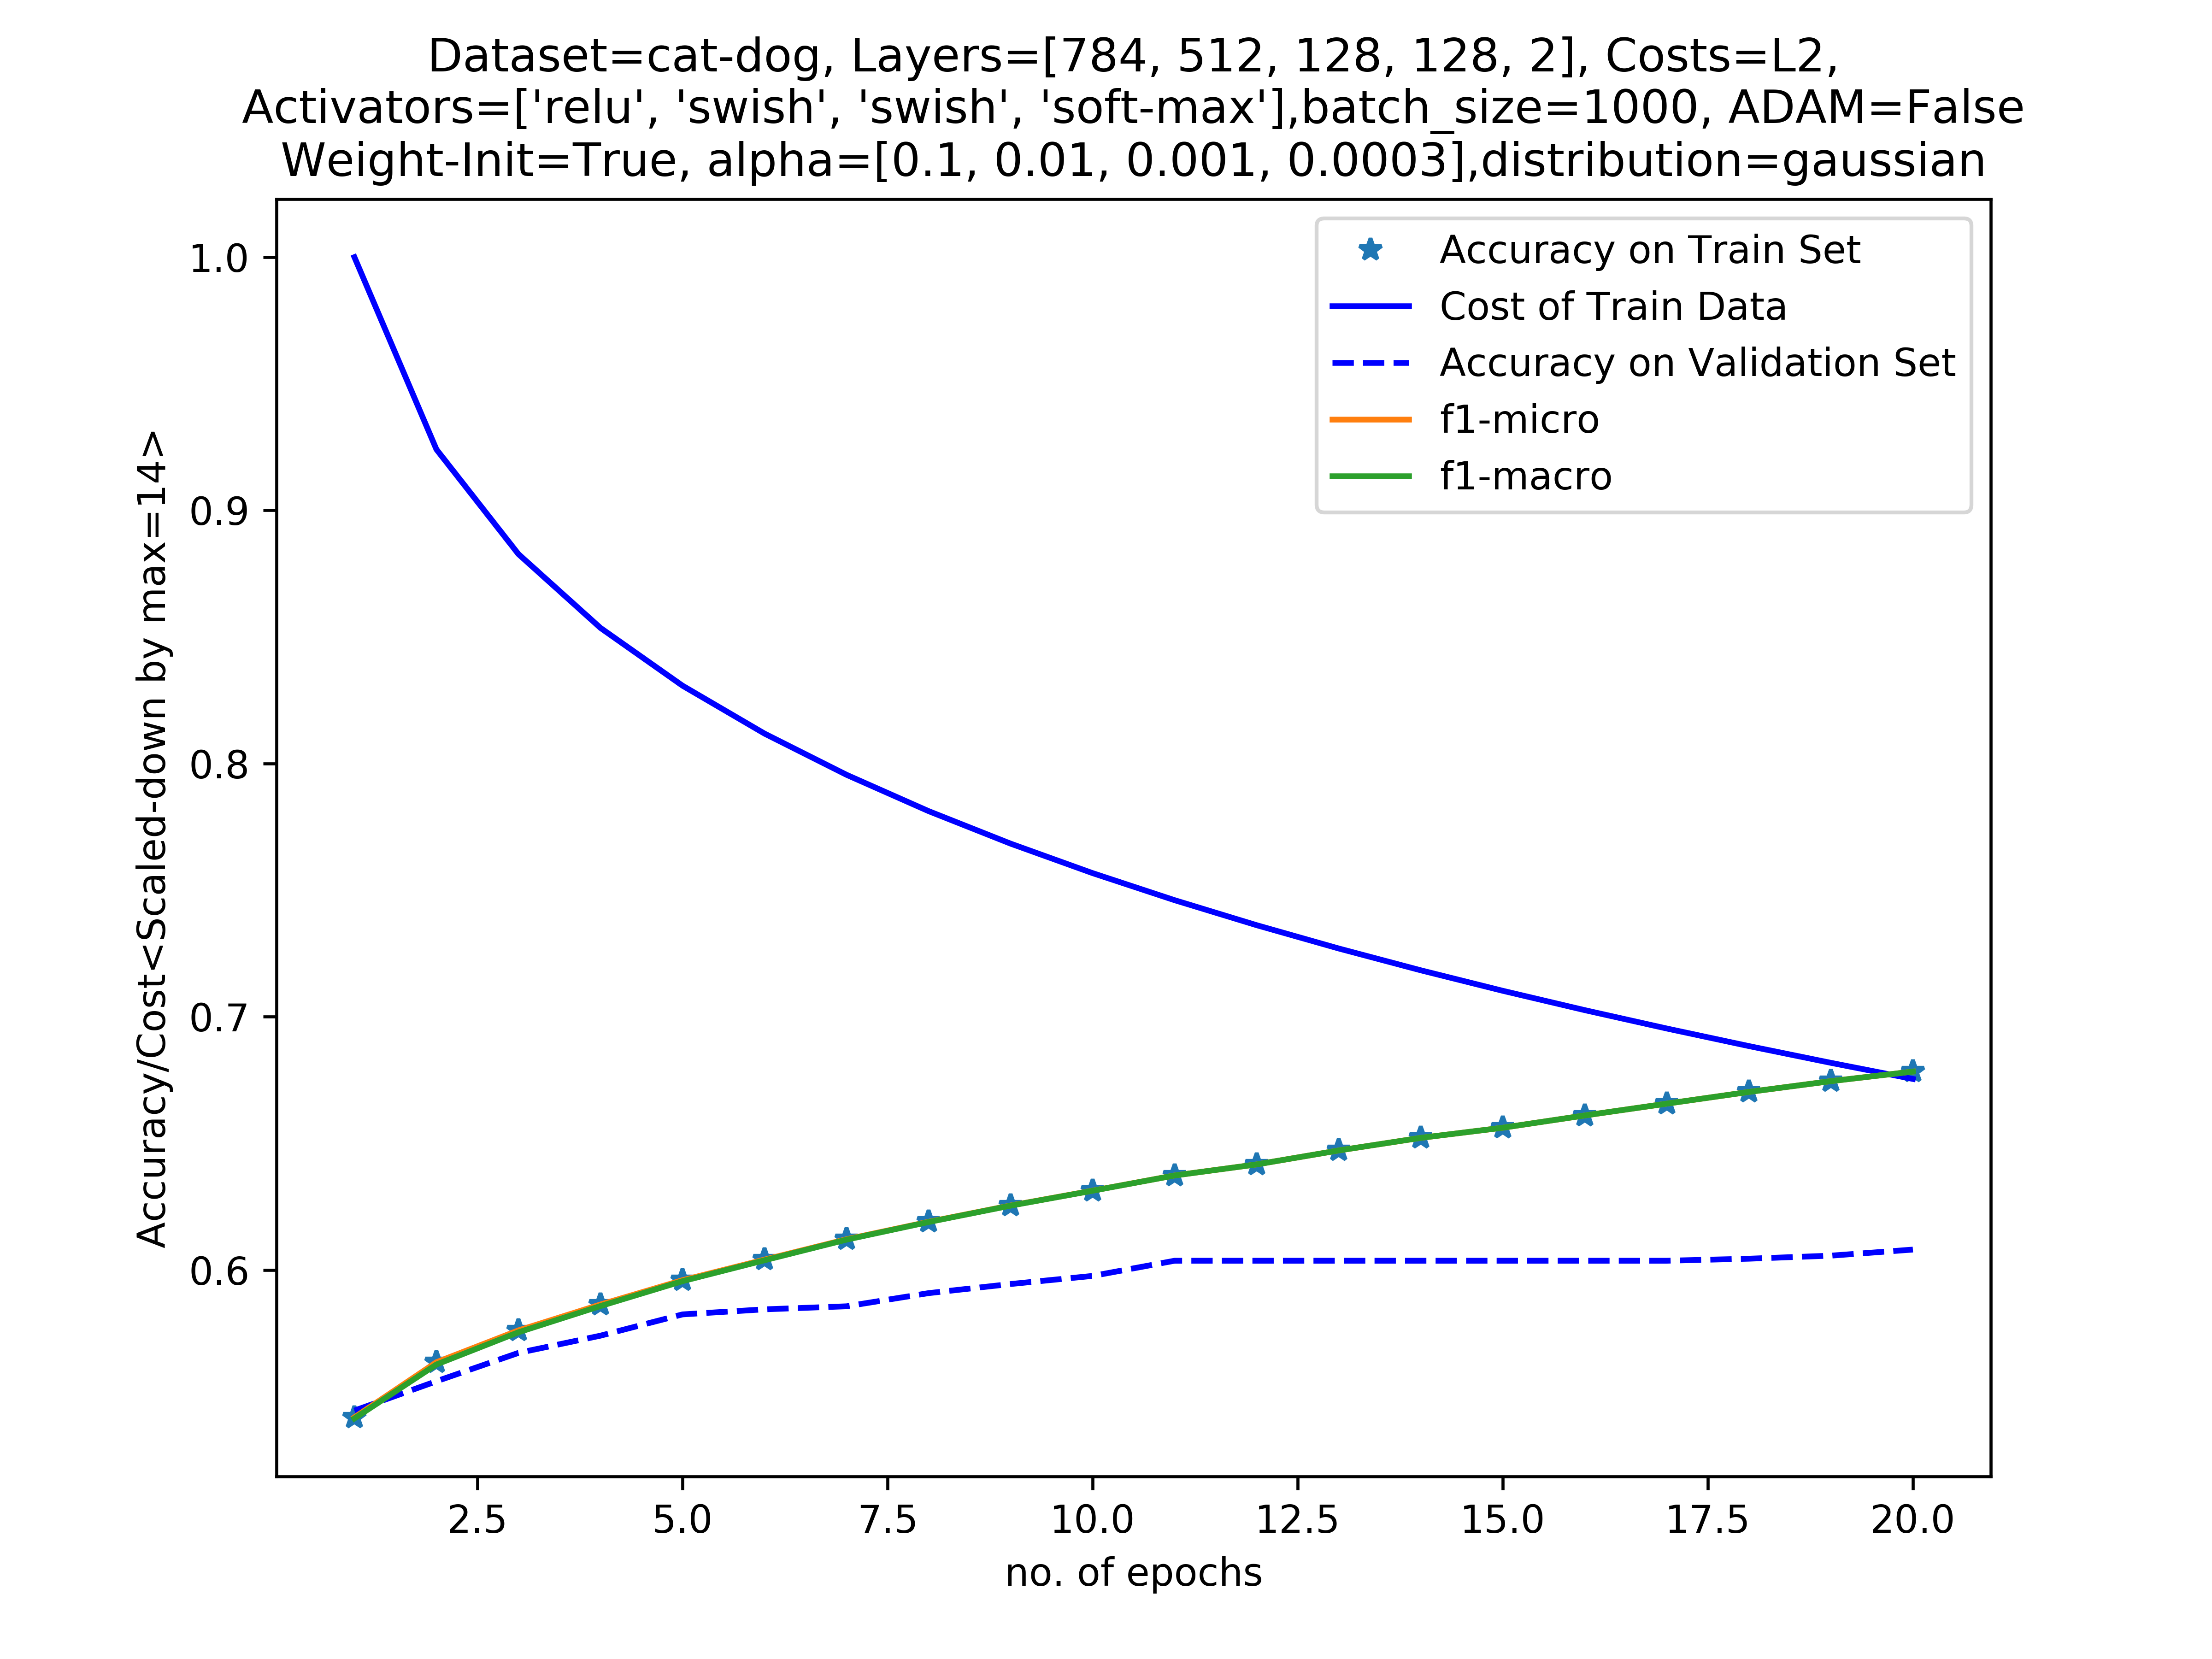 Dataset=cat-dog, Layers=[784, 512, 128, 128, 2], Costs=L2,
Activators=['relu', 'swish', 'swish', 'soft-max'],batch_size=1000, ADAM=False
Weight-Init=True, alpha=[0.1, 0.01, 0.001, 0.0003],distribution=gaussian
Accuracy on Train Set
Cost of Train Data
Accuracy on Validation Set
f1-micro
f1-macro
Accuracy/Cost<Scaled-down by max=14>
1.0
0.9
0.8
0.7
0.6
2.5
5.0
7.5
10.0
12.5
15.0
17.5
20.0
no. of epochs